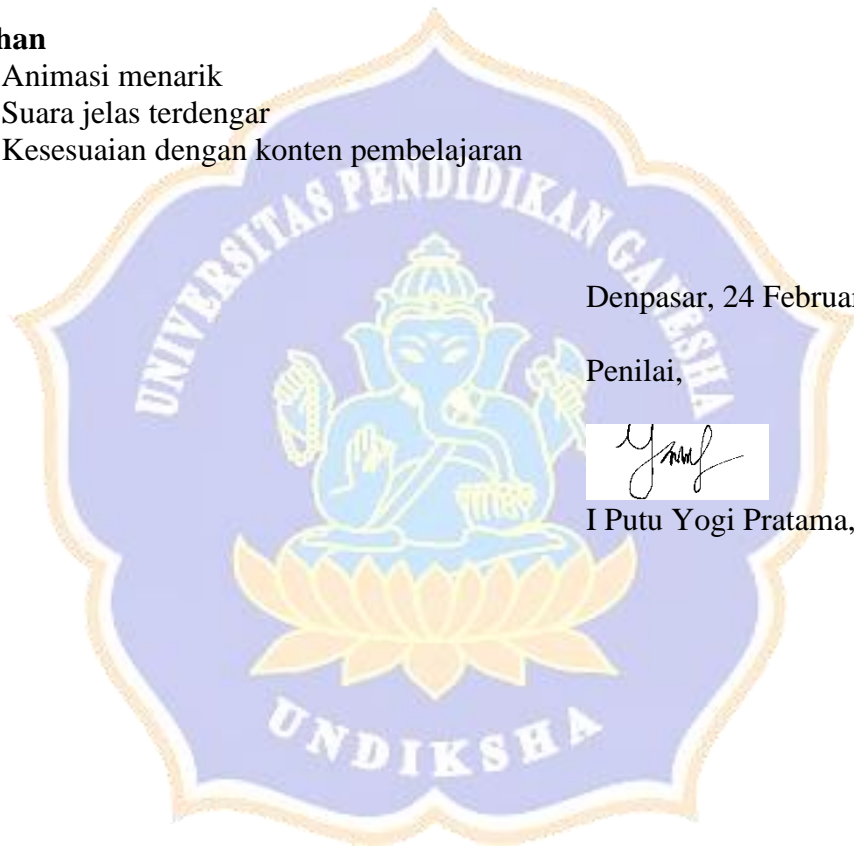 han
Animasi menarik
Suara jelas terdengar
Kesesuaian dengan konten pembelajaran
UNIVERSITAS PENDIDIKAN GANESHA
Denpasar, 24 Februar
Penilai,
I Putu Yogi Pratama,
UNDIKSHA